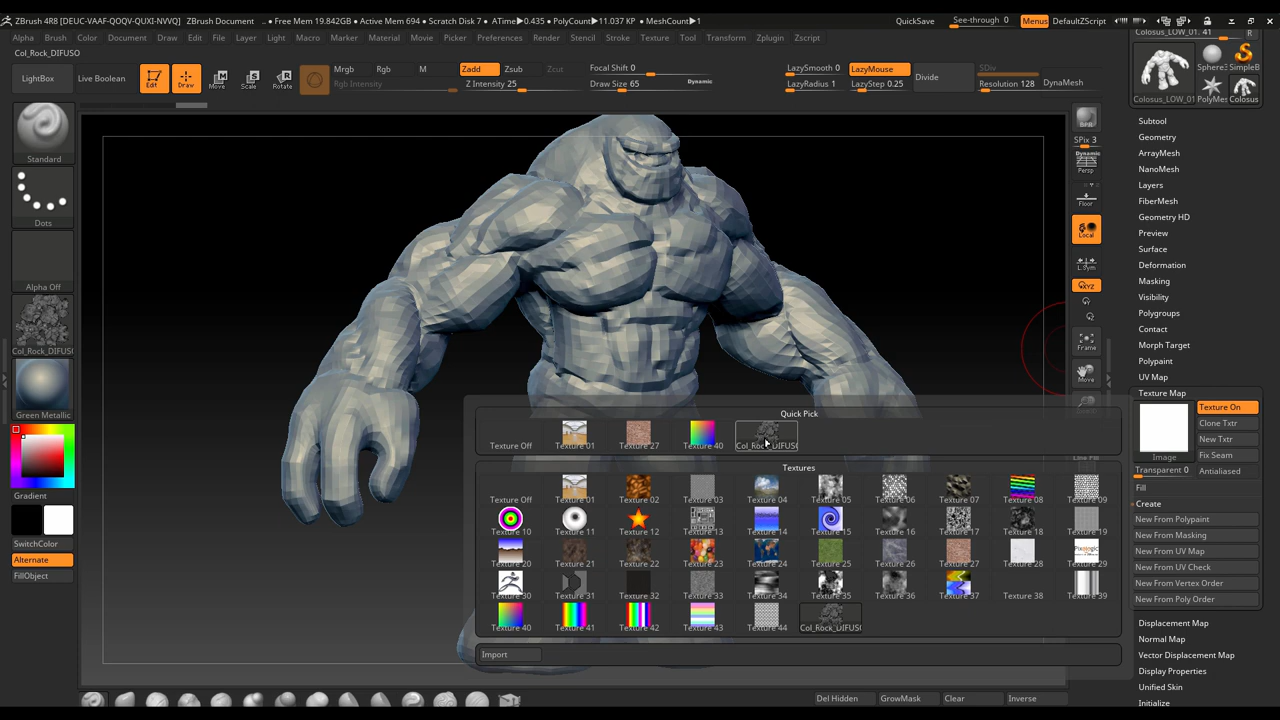 ZBrush 4R8 [DEUC-VAAF-QOQV-QUXI-NVVQ] ZBrush Document .. • Free Mem 19.842GB • Active Mem 694 • Scratch Disk 7 • ATime▶0.435 • PolyCount▶11.037 KP • MeshCount▶1 QuickSave See-through 0 Menus DefaultZScript
Alpha Brush Color Document Draw Edit File Layer Light Macro Marker Material Movie Picker Preferences Render Stencil Stroke Texture Tool Transform Zplugin Zscript
Col_Rock_DIFUSO
LightBox Live Boolean Edit Draw Move Scale Rotate
Mrgb Rgb M
Rgb Intensity
Zadd Zsub Zcut
Z Intensity 25
Focal Shift 0
Draw Size 65 Dynamic
LazySmooth 0 LazyMouse
LazyRadius 1 LazyStep 0.25
Divide
SDiv
Resolution 128
DynaMesh
Standard
Dots
Alpha Off
Col_Rock_DIFUS
Green Metallic
Gradient
SwitchColor
Alternate
FillObject
BPR
SPix 3
Dynamic
Persp
Floor
Local
L.Sym
XYZ
Frame
Move
Colosus_LOW_01. 41 R
SimpleB
Colosus_LOW_01 PolyMe Colosus
Subtool
Geometry
ArrayMesh
NanoMesh
Layers
FiberMesh
Geometry HD
Preview
Surface
Deformation
Masking
Visibility
Polygroups
Contact
Morph Target
Polypaint
UV Map
Texture Map
Image
Texture On
Clone Txtr
New Txtr
Fix Seam
Transparent 0 Antialiased
Fill
Create
New From Polypaint
New From Masking
New From UV Map
New From UV Check
New From Vertex Order
New From Poly Order
Displacement Map
Normal Map
Vector Displacement Map
Display Properties
Unified Skin
Initialize
Quick Pick
Texture Off Texture 01 Texture 27 Texture 40 Col_Rock_DIFUSO
Textures
Texture Off Texture 01 Texture 02 Texture 03 Texture 04 Texture 05 Texture 06 Texture 07 Texture 08 Texture 09
Texture 10 Texture 11 Texture 12 Texture 13 Texture 14 Texture 15 Texture 16 Texture 17 Texture 18 Texture 19
Texture 20 Texture 21 Texture 22 Texture 23 Texture 24 Texture 25 Texture 26 Texture 27 Texture 28 Texture 29
Texture 30 Texture 31 Texture 32 Texture 33 Texture 34 Texture 35 Texture 36 Texture 37 Texture 38 Texture 39
Texture 40 Texture 41 Texture 42 Texture 43 Texture 44 Col_Rock_DIFUSO
Import
Del Hidden GrowMask Clear Inverse